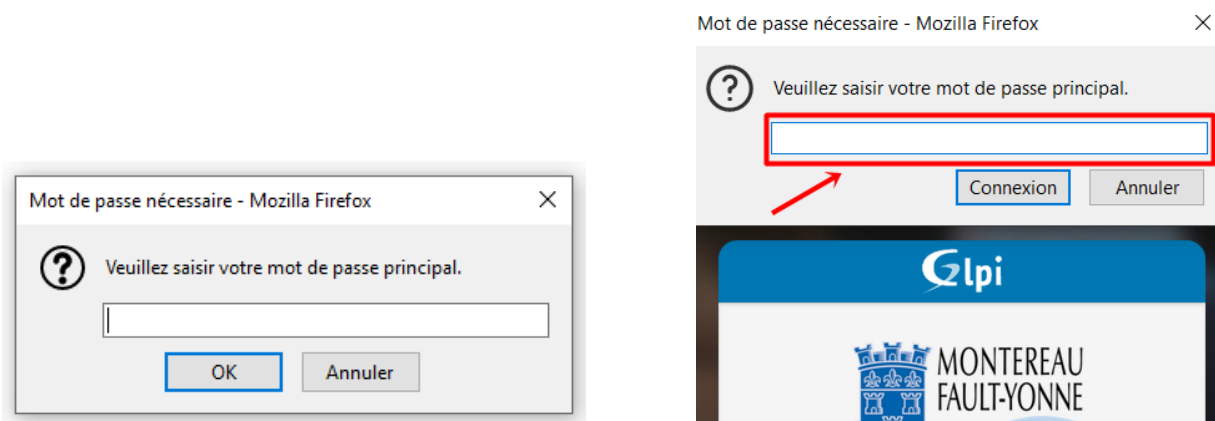 Mot de passe nécessaire - Mozilla Firefox
Veuillez saisir votre mot de passe principal.
OK
Annuler
Mot de passe nécessaire - Mozilla Firefox
Veuillez saisir votre mot de passe principal.
Connexion
Annuler
Glpi
MONTEREAU
FAULT-YONNE